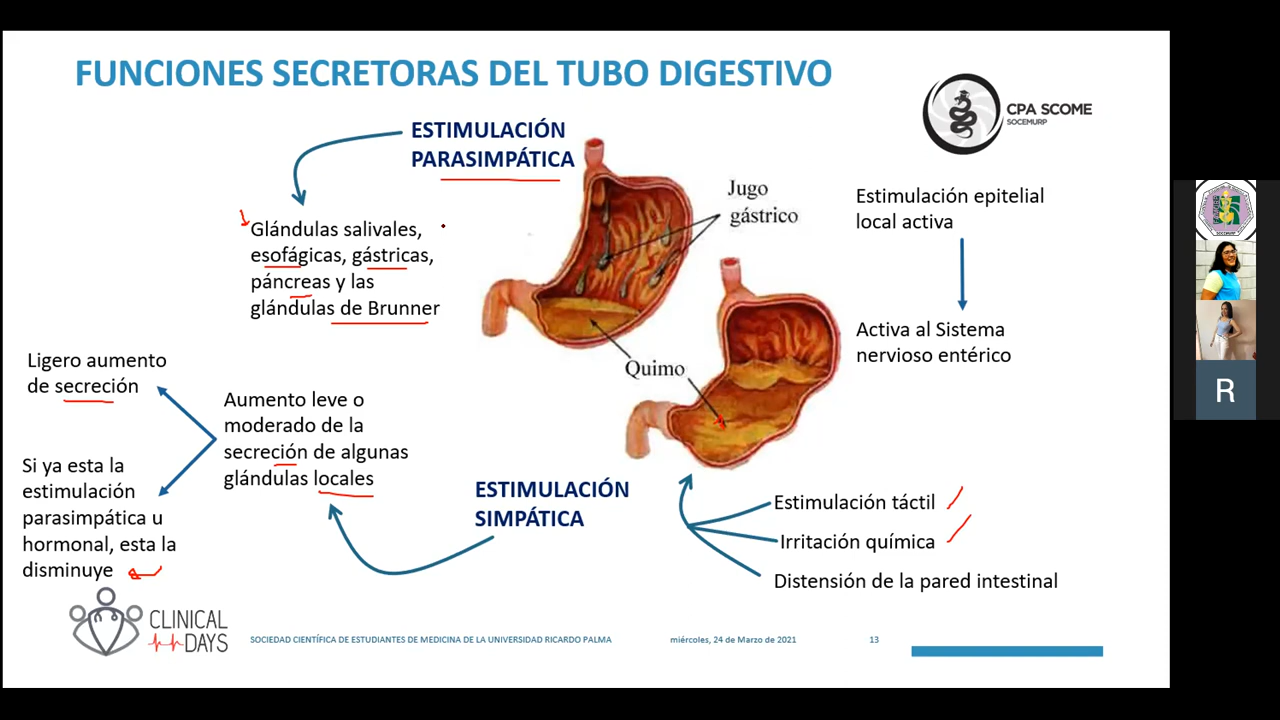 FUNCIONES SECRETORAS DEL TUBO DIGESTIVO
CPA SCOME
SOCEMURP
ESTIMULACIÓN
PARASIMPÁTICA
Glándulas salivales,
esofágicas, gástricas,
páncreas y las
glándulas de Brunner
Jugo
gástrico
Quimo
Estimulación epitelial
local activa
Activa al Sistema
nervioso entérico
Ligero aumento
de secreción
Si ya esta la
estimulación
parasimpática u
hormonal, esta la
disminuye
Aumento leve o
moderado de la
secreción de algunas
glándulas locales
ESTIMULACIÓN
SIMPÁTICA
Estimulación táctil
Irritación química
Distensión de la pared intestinal
CLINICAL
DAYS
SOCIEDAD CIENTÍFICA DE ESTUDIANTES DE MEDICINA DE LA UNIVERSIDAD RICARDO PALMA
miércoles, 24 de Marzo de 2021
13
R